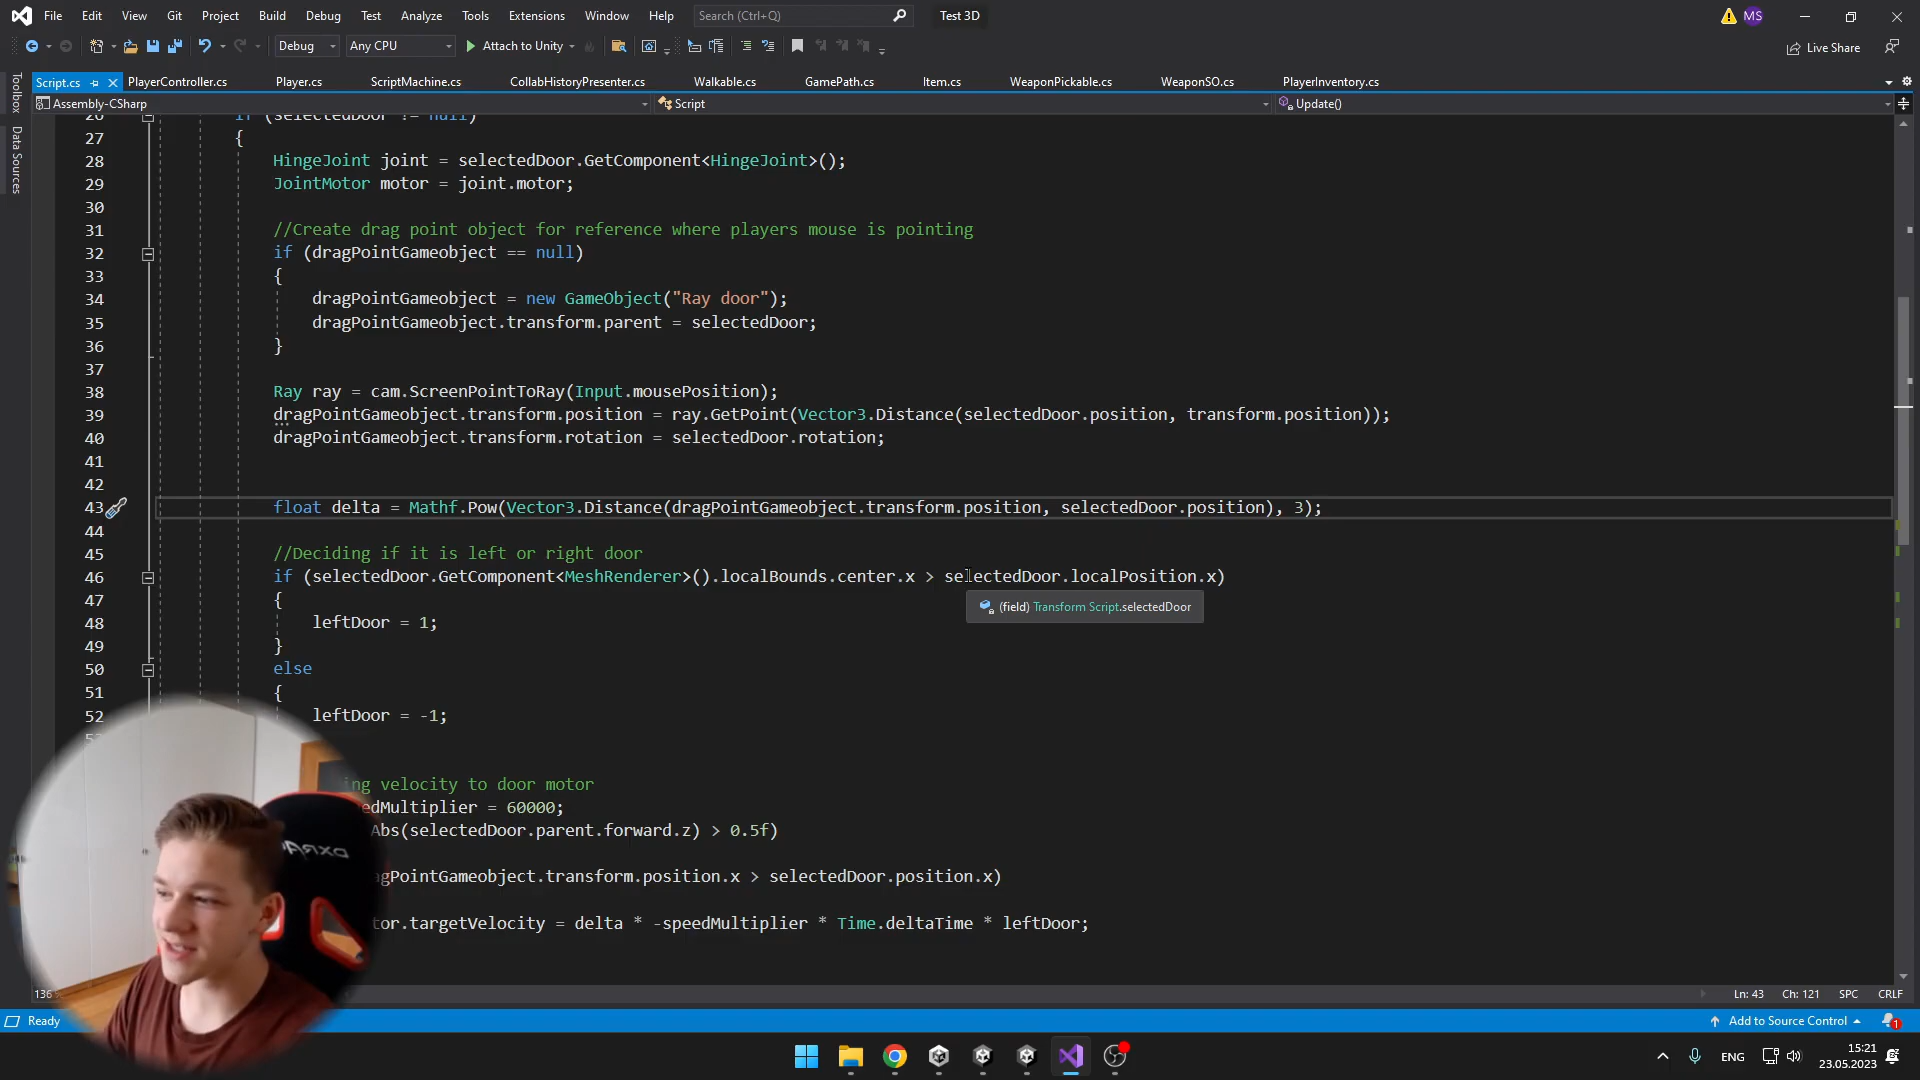 File Edit View Git Project Build Debug Test Analyze Tools Extensions Window Help Search (Ctrl+Q) Test 3D MS
Debug Any CPU Attach to Unity Live Share
Script.cs PlayerController.cs Player.cs ScriptMachine.cs CollabHistoryPresenter.cs Walkable.cs GamePath.cs Item.cs WeaponPickable.cs WeaponSO.cs PlayerInventory.cs
Assembly-CSharp Script Update()
Toolbox
Data Sources
26 if (selectedDoor != null)
27 {
28 HingeJoint joint = selectedDoor.GetComponent<HingeJoint>();
29 JointMotor motor = joint.motor;
30
31 //Create drag point object for reference where players mouse is pointing
32 if (dragPointGameobject == null)
33 {
34 dragPointGameobject = new GameObject("Ray door");
35 dragPointGameobject.transform.parent = selectedDoor;
36 }
37
38 Ray ray = cam.ScreenPointToRay(Input.mousePosition);
39 dragPointGameobject.transform.position = ray.GetPoint(Vector3.Distance(selectedDoor.position, transform.position));
40 dragPointGameobject.transform.rotation = selectedDoor.rotation;
41
42
43 float delta = Mathf.Pow(Vector3.Distance(dragPointGameobject.transform.position, selectedDoor.position), 3);
44
45 //Deciding if it is left or right door
46 if (selectedDoor.GetComponent<MeshRenderer>().localBounds.center.x > selectedDoor.localPosition.x)
47 {
(field) Transform Script.selectedDoor
48 leftDoor = 1;
49 }
50 else
51 {
52 leftDoor = -1;
ing velocity to door motor
edMultiplier = 60000;
Abs(selectedDoor.parent.forward.z) > 0.5f)
agPointGameobject.transform.position.x > selectedDoor.position.x)
tor.targetVelocity = delta * -speedMultiplier * Time.deltaTime * leftDoor;
136 Ln: 43 Ch: 121 SPC CRLF
Ready Add to Source Control 1
ENG 15:21
23.05.2023